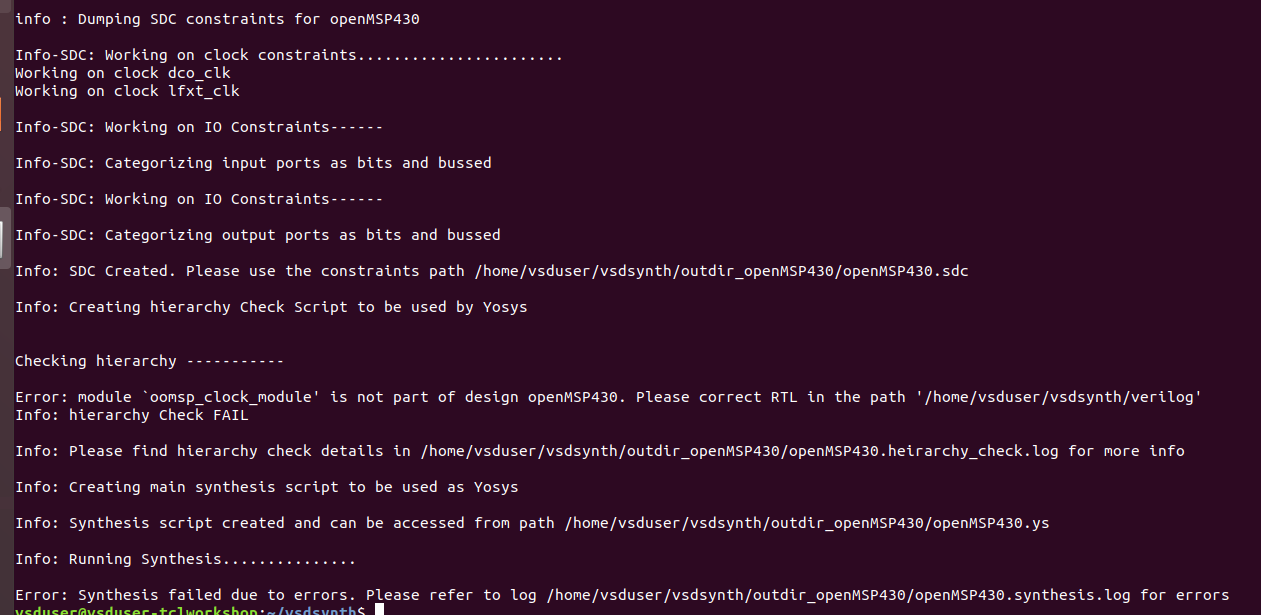 info : Dumping SDC constraints for openMSP430
Info-SDC: Working on clock constraints.......................
Working on clock dco_clk
Working on clock lfxt_clk
Info-SDC: Working on IO Constraints------
Info-SDC: Categorizing input ports as bits and bussed
Info-SDC: Working on IO Constraints------
Info-SDC: Categorizing output ports as bits and bussed
Info: SDC Created. Please use the constraints path /home/vsduser/vsdsynth/outdir_openMSP430/openMSP430.sdc
Info: Creating hierarchy Check Script to be used by Yosys
Checking hierarchy -----------
Error: module `oomsp_clock_module' is not part of design openMSP430. Please correct RTL in the path '/home/vsduser/vsdsynth/verilog'
Info: hierarchy Check FAIL
Info: Please find hierarchy check details in /home/vsduser/vsdsynth/outdir_openMSP430/openMSP430.heirarchy_check.log for more info
Info: Creating main synthesis script to be used as Yosys
Info: Synthesis script created and can be accessed from path /home/vsduser/vsdsynth/outdir_openMSP430/openMSP430.ys
Info: Running Synthesis...............
Error: Synthesis failed due to errors. Please refer to log /home/vsduser/vsdsynth/outdir_openMSP430/openMSP430.synthesis.log for errors
vsduser@vsduser-tclworkshop:~/vsdsynth$